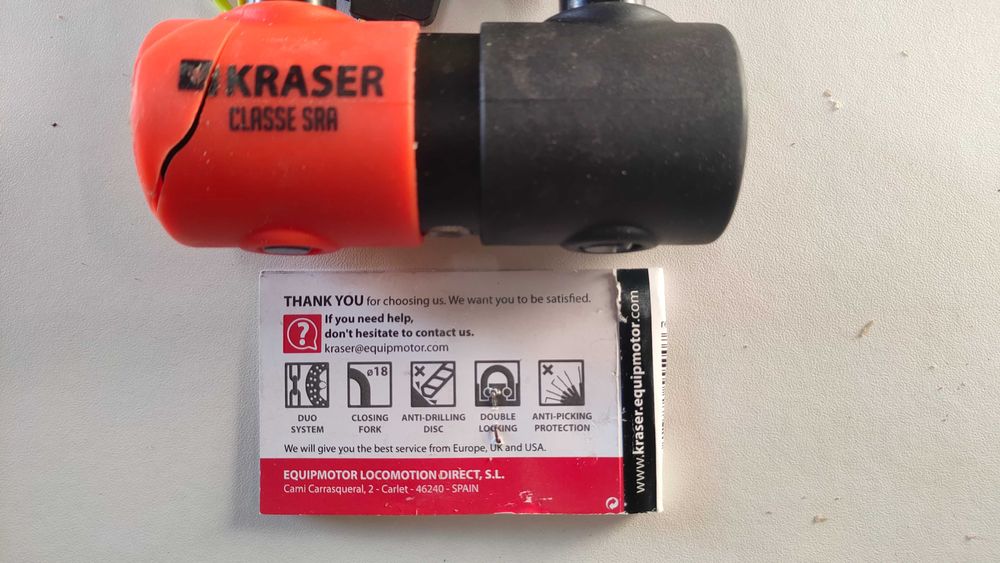 KRASER
CLASSE SRA
THANK YOU for choosing us. We want you to be satisfied.
If you need help,
don't hesitate to contact us.
kraser@equipmotor.com
?
ø18
DUO
SYSTEM
CLOSING
FORK
ANTI-DRILLING
DISC
DOUBLE
LOCKING
ANTI-PICKING
PROTECTION
We will give you the best service from Europe, UK and USA.
EQUIPMOTOR LOCOMOTION DIRECT, S.L.
Cami Carrasqueral, 2 - Carlet - 46240 - SPAIN
www.kraser.equipmotor.com